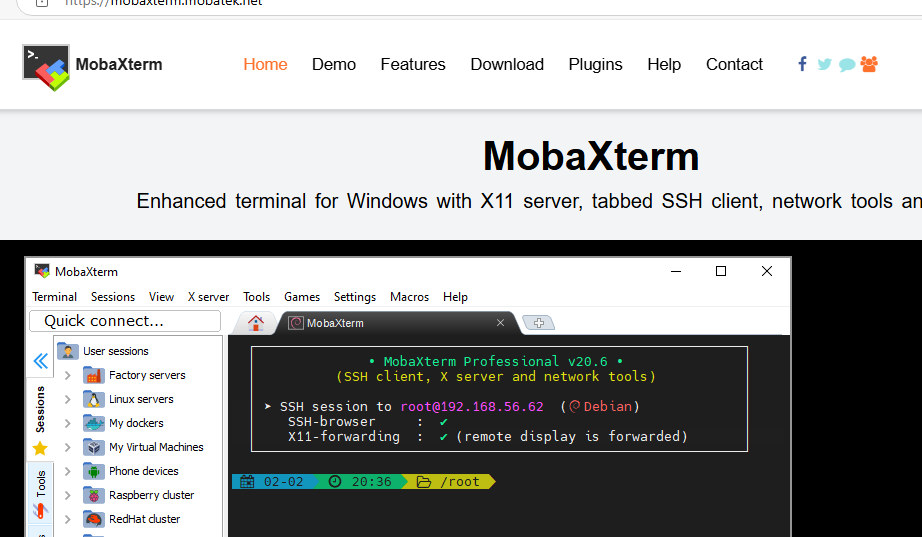 https://mobaxterm.mobatek.net
MobaXterm Home Demo Features Download Plugins Help Contact
MobaXterm
Enhanced terminal for Windows with X11 server, tabbed SSH client, network tools an
MobaXterm
Terminal Sessions View X server Tools Games Settings Macros Help
Quick connect... MobaXterm
User sessions
Factory servers
Linux servers
My dockers
My Virtual Machines
Phone devices
Raspberry cluster
RedHat cluster
Sessions
Tools
• MobaXterm Professional v20.6 •
(SSH client, X server and network tools)
➤ SSH session to root@192.168.56.62 (Debian)
SSH-browser : ✔
X11-forwarding : ✔ (remote display is forwarded)
02-02 20:36 /root